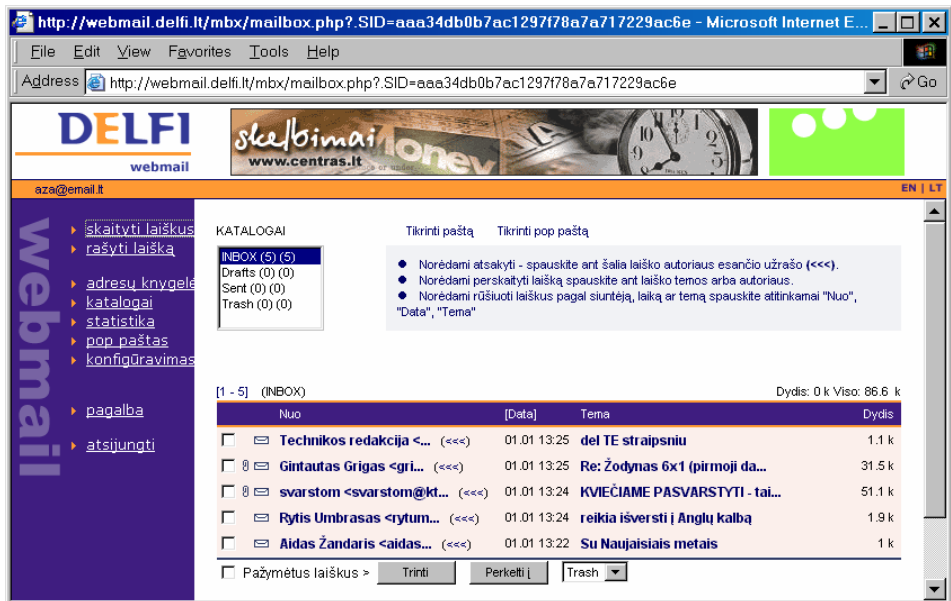 http://webmail.delfi.lt/mbx/mailbox.php?.SID=aaa34db0b7ac1297f78a7a717229ac6e - Microsoft Internet E...
File Edit View Favorites Tools Help
Address http://webmail.delfi.lt/mbx/mailbox.php?.SID=aaa34db0b7ac1297f78a7a717229ac6e Go
DELFI
webmail
skelbimai
www.centras.lt
money
aza@email.lt EN | LT
webmail
skaityti laiškus
rašyti laišką
adresų knygelė
katalogai
statistika
pop paštas
konfigūravimas
pagalba
atsijungti
KATALOGAI Tikrinti paštą Tikrinti pop paštą
INBOX (5) (5)
Drafts (0) (0)
Sent (0) (0)
Trash (0) (0)
Norėdami atsakyti - spauskite ant šalia laiško autoriaus esančio užrašo (<<<).
Norėdami perskaityti laišką spauskite ant laiško temos arba autoriaus.
Norėdami rūšiuoti laiškus pagal siuntėją, laiką ar temą spauskite atitinkamai "Nuo",
"Data", "Tema"
[1 - 5] (INBOX) Dydis: 0 k Viso: 86.6 k
Nuo [Data] Tema Dydis
Technikos redakcija <... (<<<) 01.01 13:25 del TE straipsniu 1.1 k
Gintautas Grigas <gri... (<<<) 01.01 13:25 Re: Žodynas 6x1 (pirmoji da... 31.5 k
svarstom <svarstom@kt... (<<<) 01.01 13:24 KVIEČIAME PASVARSTYTI - tai... 51.1 k
Rytis Umbrasas <rytum... (<<<) 01.01 13:24 reikia išversti į Anglų kalbą 1.9 k
Aidas Žandaris <aidas... (<<<) 01.01 13:22 Su Naujaisiais metais 1 k
Pažymėtus laiškus > Trinti Perkelti į Trash